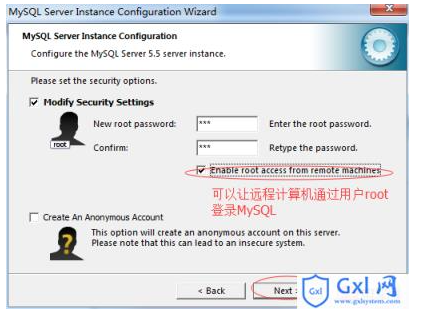 MySQL Server Instance Configuration Wizard
MySQL Server Instance Configuration
Configure the MySQL Server 5.5 server instance.
Please set the security options.
Modify Security Settings
New root password: *** Enter the root password.
root
Confirm: *** Retype the password.
Enable root access from remote machines
可以让远程计算机通过用户root
登录MySQL
Create An Anonymous Account
This option will create an anonymous account on this server.
Please note that this can lead to an insecure system.
< Back
Next >
Gxl
Gxl网
www.gxlsystem.com